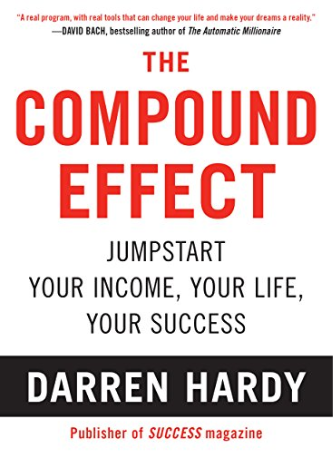 "A real program, with real tools that can change your life and make your dreams a reality."
—DAVID BACH, bestselling author of The Automatic Millionaire
THE
COMPOUND
EFFECT
JUMPSTART
YOUR INCOME, YOUR LIFE,
YOUR SUCCESS
DARREN HARDY
Publisher of SUCCESS magazine